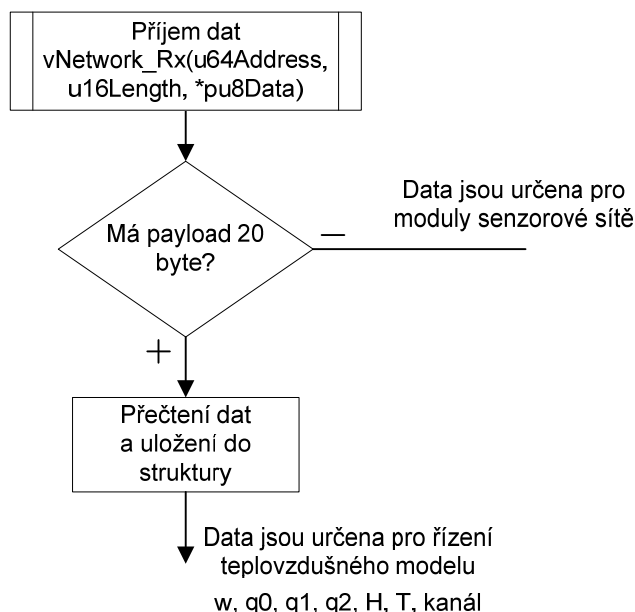 Příjem dat
vNetwork_Rx(u64Address,
u16Length, *pu8Data)
Data jsou určena pro
moduly senzorové sítě
Má payload 20
byte?
–
+
Přečtení dat
a uložení do
struktury
Data jsou určena pro řízení
teplovzdušného modelu
w, q0, q1, q2, H, T, kanál